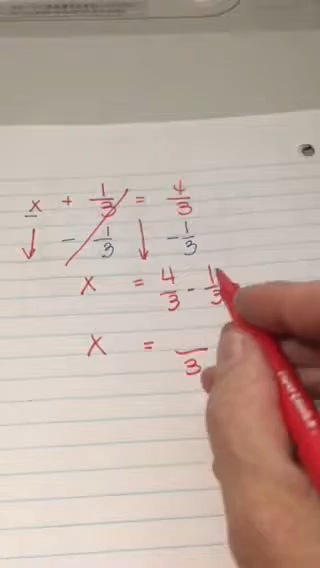 x + 1/3 = 4/3
- 1/3 - 1/3
x = 4/3 - 1/3
x = /3